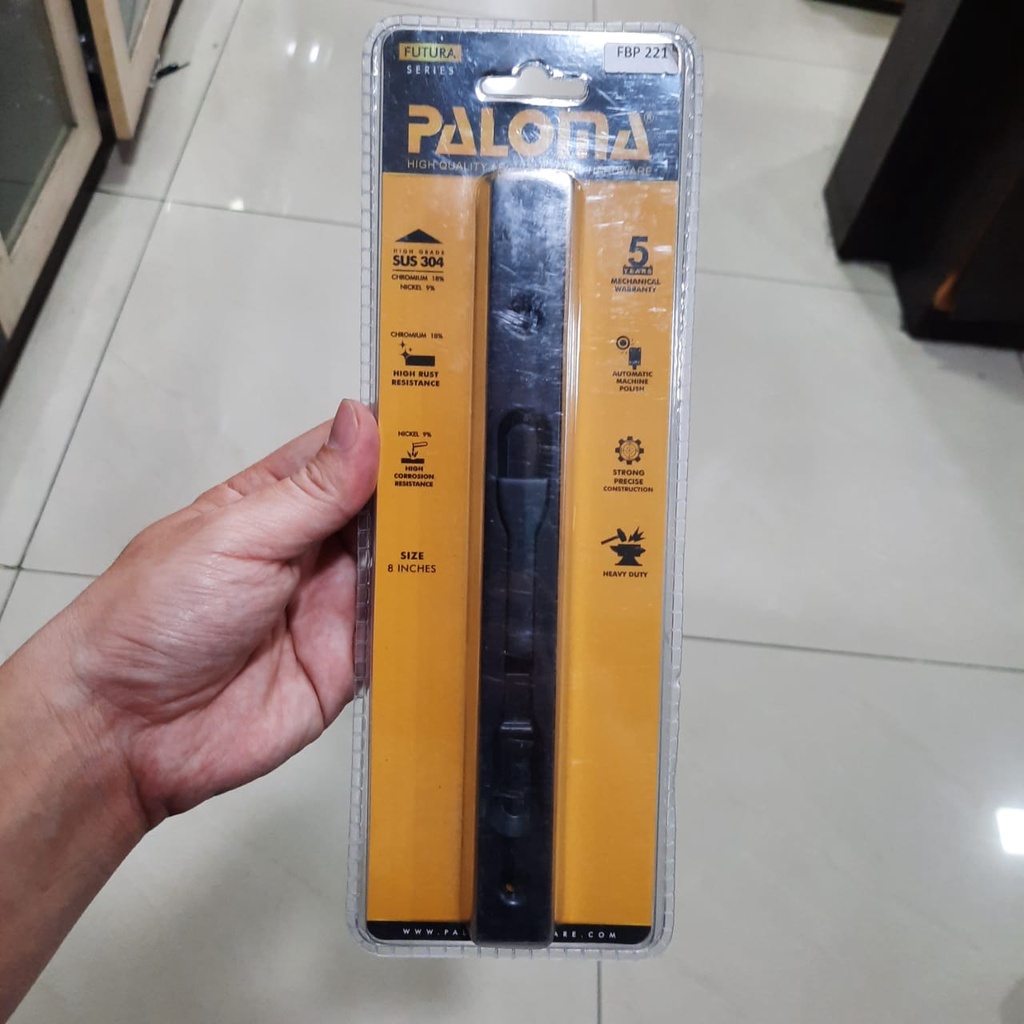 FUTURA
SERIES
FBP 221
PALOMA®
HIGH QUALITY
HIGH GRADE
SUS 304
CHROMIUM 18%
NICKEL 9%
CHROMIUM 18%
HIGH RUST
RESISTANCE
NICKEL 9%
HIGH
CORROSION
RESISTANCE
SIZE
8 INCHES
5
YEARS
MECHANICAL
WARRANTY
AUTOMATIC
MACHINE
POLISH
STRONG
PRECISE
CONSTRUCTION
HEAVY DUTY